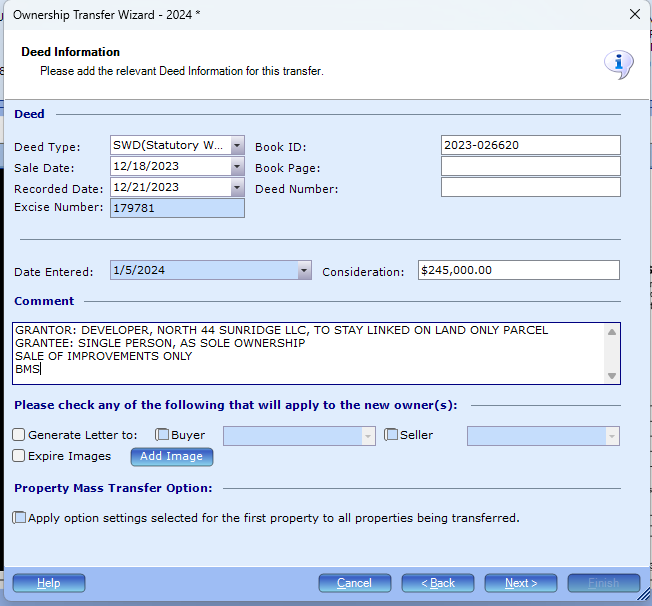 Ownership Transfer Wizard - 2024 *
Deed Information
Please add the relevant Deed Information for this transfer.
Deed
Deed Type: SWD(Statutory W... Book ID: 2023-026620
Sale Date: 12/18/2023 Book Page:
Recorded Date: 12/21/2023 Deed Number:
Excise Number: 179781
Date Entered: 1/5/2024 Consideration: $245,000.00
Comment
GRANTOR: DEVELOPER, NORTH 44 SUNRIDGE LLC, TO STAY LINKED ON LAND ONLY PARCEL
GRANTEE: SINGLE PERSON, AS SOLE OWNERSHIP
SALE OF IMPROVEMENTS ONLY
BMS
Please check any of the following that will apply to the new owner(s):
Generate Letter to: Buyer Seller
Expire Images Add Image
Property Mass Transfer Option:
Apply option settings selected for the first property to all properties being transferred.
Help Cancel < Back Next > Finish